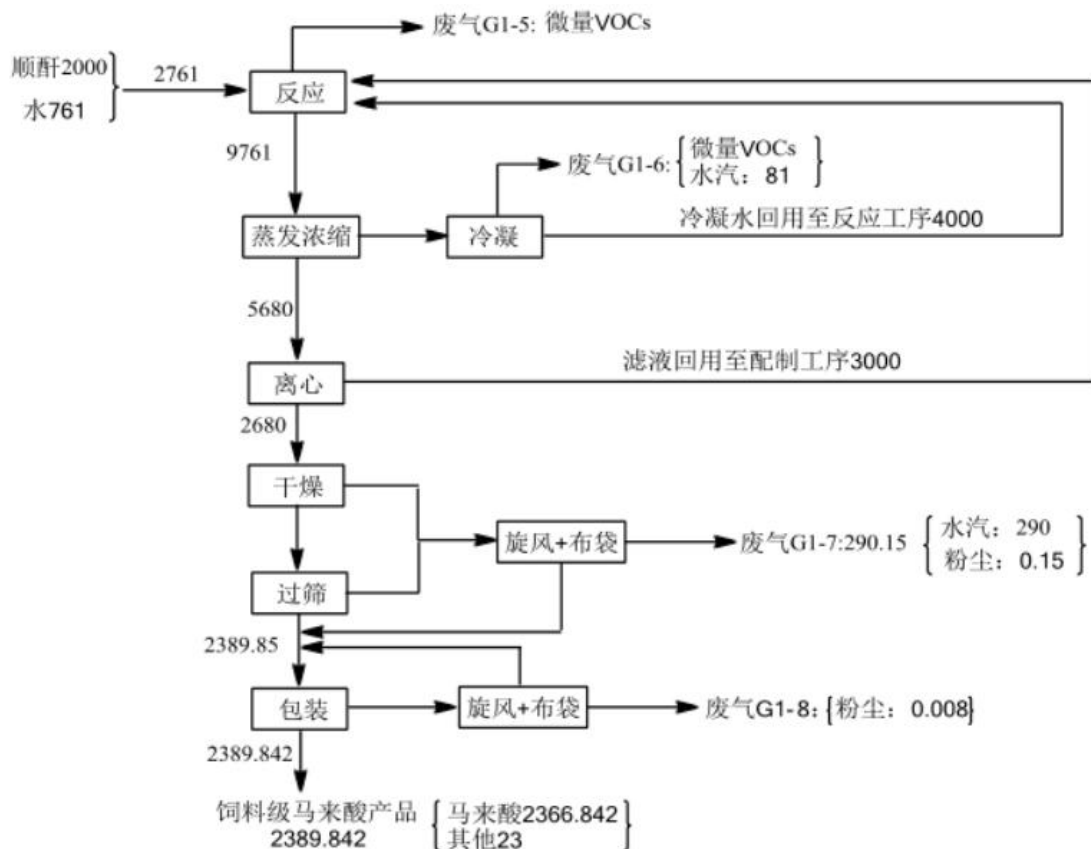 废气G1-5: 微量VOCs
顺酐2000
水761
2761
反应
9761
废气G1-6:
微量VOCs
水汽：81
蒸发浓缩
冷凝
冷凝水回用至反应工序4000
5680
离心
滤液回用至配制工序3000
2680
干燥
旋风+布袋
废气G1-7:290.15
水汽：290
粉尘：0.15
过筛
2389.85
包装
旋风+布袋
废气G1-8:
粉尘：0.008
2389.842
饲料级马来酸产品
2389.842
马来酸2366.842
其他23